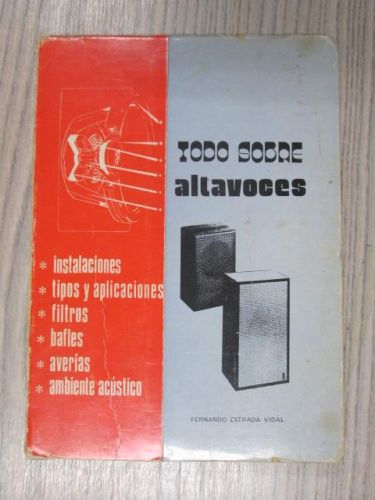 TODO SOBRE
altavoces
* instalaciones
* tipos y aplicaciones
* filtros
* bafles
* averías
* ambiente acústico
FERNANDO ESTRADA VIDAL